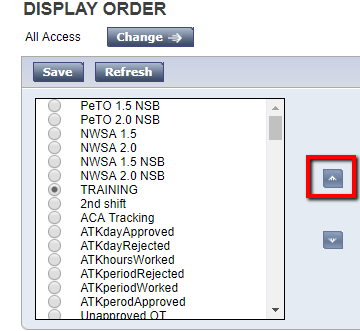 DISPLAY ORDER
All Access
Change
Save
Refresh
PeTO 1.5 NSB
PeTO 2.0 NSB
NWSA 1.5
NWSA 2.0
NWSA 1.5 NSB
NWSA 2.0 NSB
TRAINING
2nd shift
ACA Tracking
ATKdayApproved
ATKdayRejected
ATKhoursWorked
ATKperiodRejected
ATKperiodWorked
ATKperodApproved
Unapproved OT